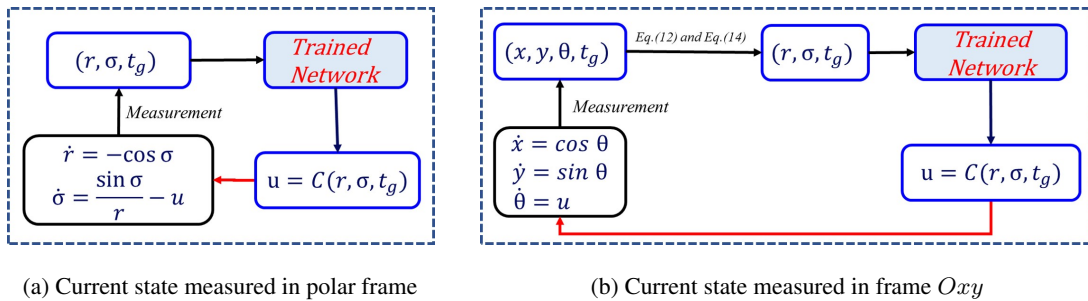 (r, σ, t_g)
Trained
Network
Measurement
ṙ = −cos σ
σ̇ = sin σ / r − u
u = C(r, σ, t_g)
(a) Current state measured in polar frame
(x, y, θ, t_g)
Eq.(12) and Eq.(14)
(r, σ, t_g)
Trained
Network
Measurement
ẋ = cos θ
ẏ = sin θ
θ̇ = u
u = C(r, σ, t_g)
(b) Current state measured in frame Oxy